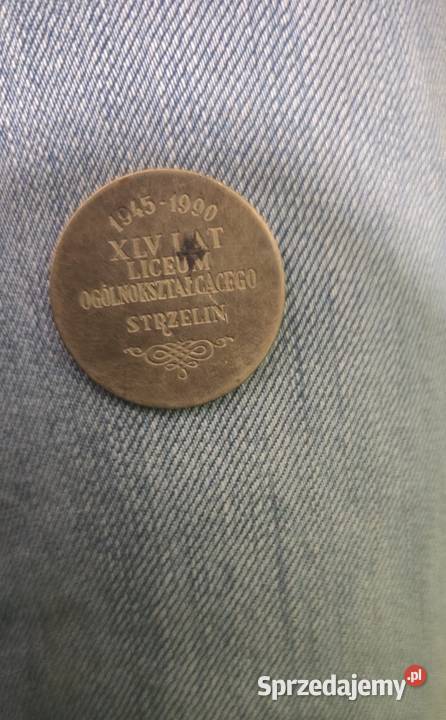 1945-1990
XLV LAT
LICEUM
OGÓLNOKSZTAŁCĄCEGO
STRZELIN
Sprzedajemy.pl